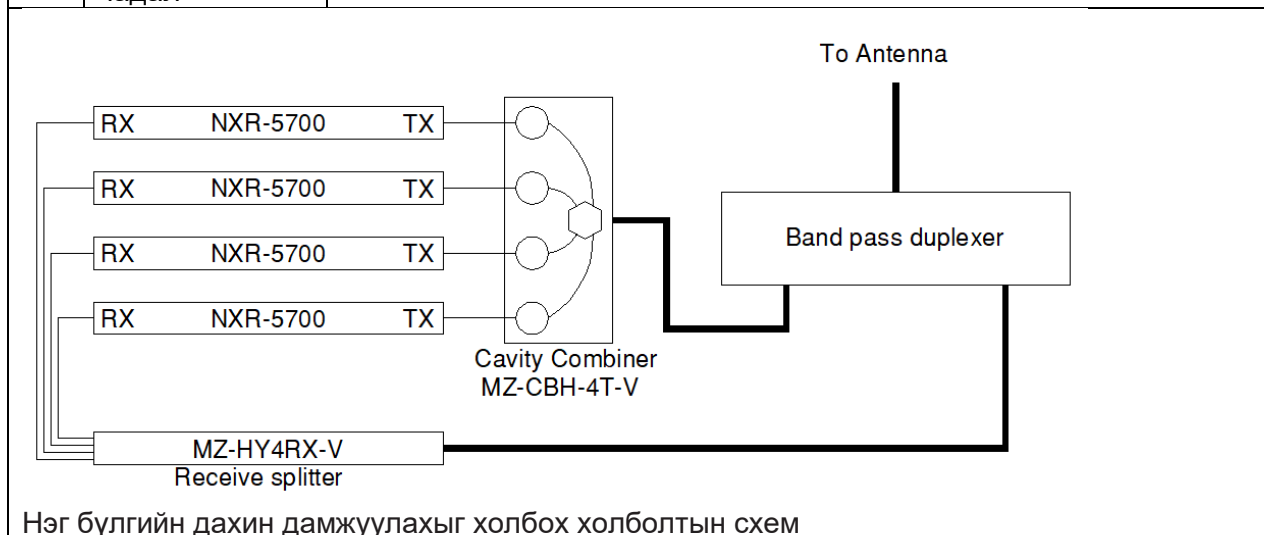 To Antenna
RX NXR-5700 TX
RX NXR-5700 TX
Band pass duplexer
RX NXR-5700 TX
RX NXR-5700 TX
Cavity Combiner
MZ-CBH-4T-V
MZ-HY4RX-V
Receive splitter
Нэг бүлгийн дахин дамжуулахыг холбох холболтын схем